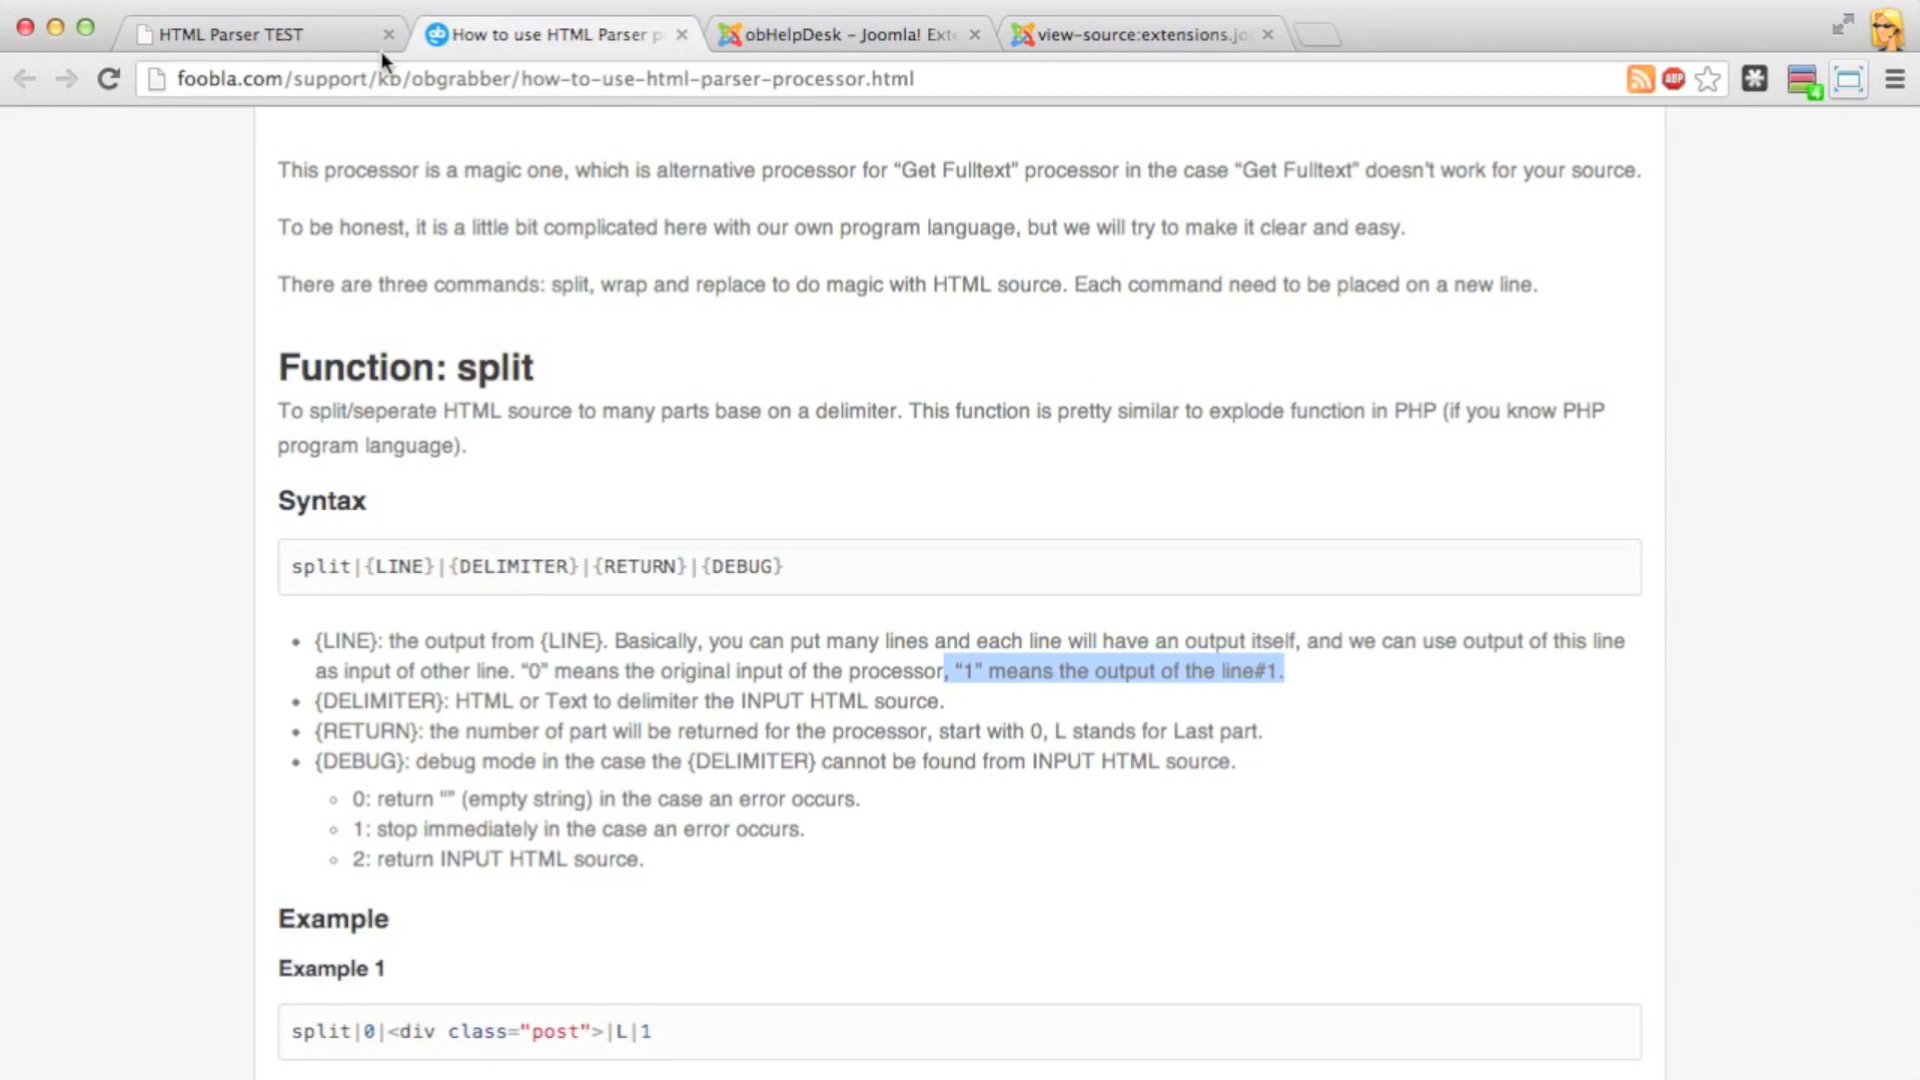 HTML Parser TEST
How to use HTML Parser p
obHelpDesk - Joomla! Exte
view-source:extensions.jo
foobla.com/support/kb/obgrabber/how-to-use-html-parser-processor.html
ABP
4
This processor is a magic one, which is alternative processor for “Get Fulltext” processor in the case “Get Fulltext” doesn’t work for your source.
To be honest, it is a little bit complicated here with our own program language, but we will try to make it clear and easy.
There are three commands: split, wrap and replace to do magic with HTML source. Each command need to be placed on a new line.
Function: split
To split/seperate HTML source to many parts base on a delimiter. This function is pretty similar to explode function in PHP (if you know PHP
program language).
Syntax
split|{LINE}|{DELIMITER}|{RETURN}|{DEBUG}
• {LINE}: the output from {LINE}. Basically, you can put many lines and each line will have an output itself, and we can use output of this line
as input of other line. “0” means the original input of the processor, “1” means the output of the line#1.
• {DELIMITER}: HTML or Text to delimiter the INPUT HTML source.
• {RETURN}: the number of part will be returned for the processor, start with 0, L stands for Last part.
• {DEBUG}: debug mode in the case the {DELIMITER} cannot be found from INPUT HTML source.
◦ 0: return "" (empty string) in the case an error occurs.
◦ 1: stop immediately in the case an error occurs.
◦ 2: return INPUT HTML source.
Example
Example 1
split|0|<div class="post">|L|1